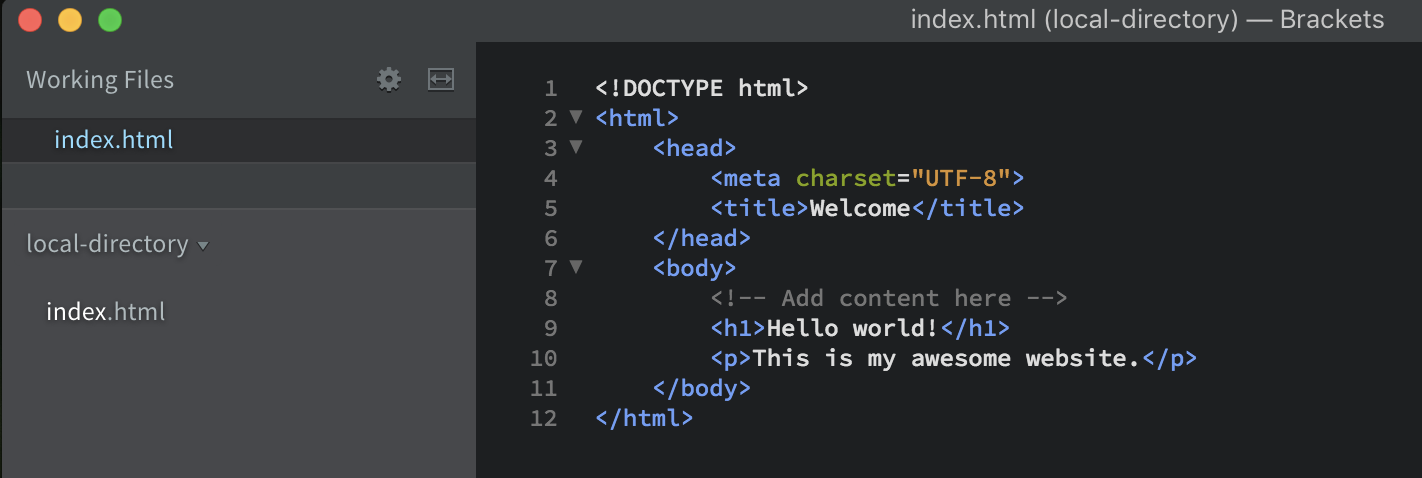 index.html (local-directory) — Brackets
Working Files
index.html
local-directory
index.html
1 <!DOCTYPE html>
2 <html>
3 <head>
4 <meta charset="UTF-8">
5 <title>Welcome</title>
6 </head>
7 <body>
8 <!-- Add content here -->
9 <h1>Hello world!</h1>
10 <p>This is my awesome website.</p>
11 </body>
12 </html>